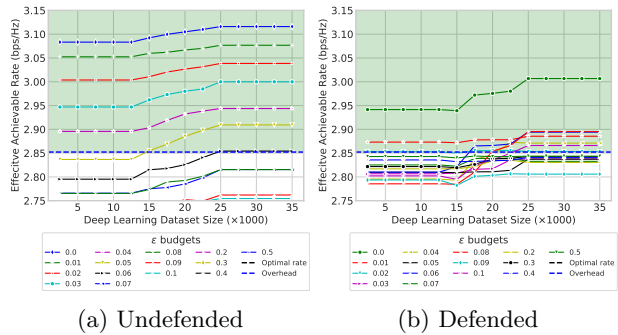 3.15
3.10
3.05
3.00
2.95
2.90
2.85
2.80
2.75
Effective Achievable Rate (bps/Hz)
5 10 15 20 25 30 35
Deep Learning Dataset Size (×1000)
ε budgets
0.0 0.04 0.08 0.2 0.5
0.01 0.05 0.09 0.3 Optimal rate
0.02 0.06 0.1 0.4 Overhead
0.03 0.07
(a) Undefended
3.15
3.10
3.05
3.00
2.95
2.90
2.85
2.80
2.75
Effective Achievable Rate (bps/Hz)
5 10 15 20 25 30 35
Deep Learning Dataset Size (×1000)
ε budgets
0.0 0.04 0.08 0.2 0.5
0.01 0.05 0.09 0.3 Optimal rate
0.02 0.06 0.1 0.4 Overhead
0.03 0.07
(b) Defended